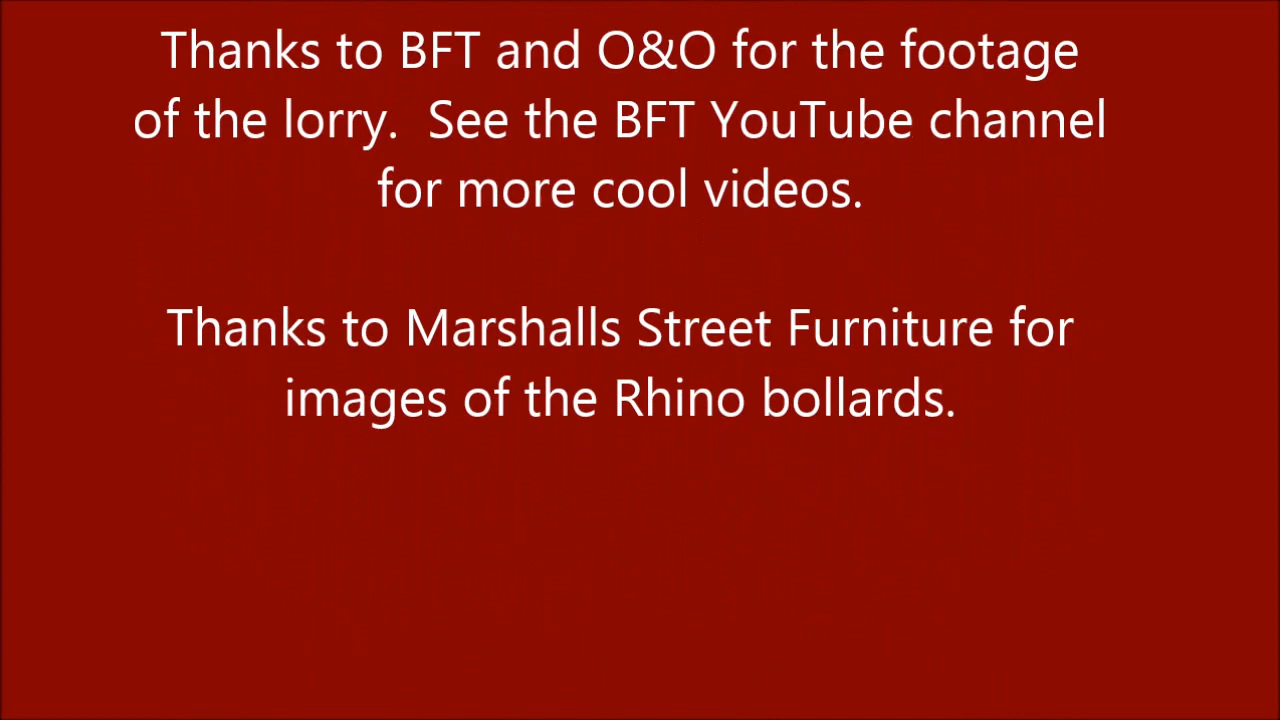 Thanks to BFT and O&O for the footage
of the lorry.  See the BFT YouTube channel
for more cool videos.
Thanks to Marshalls Street Furniture for
images of the Rhino bollards.